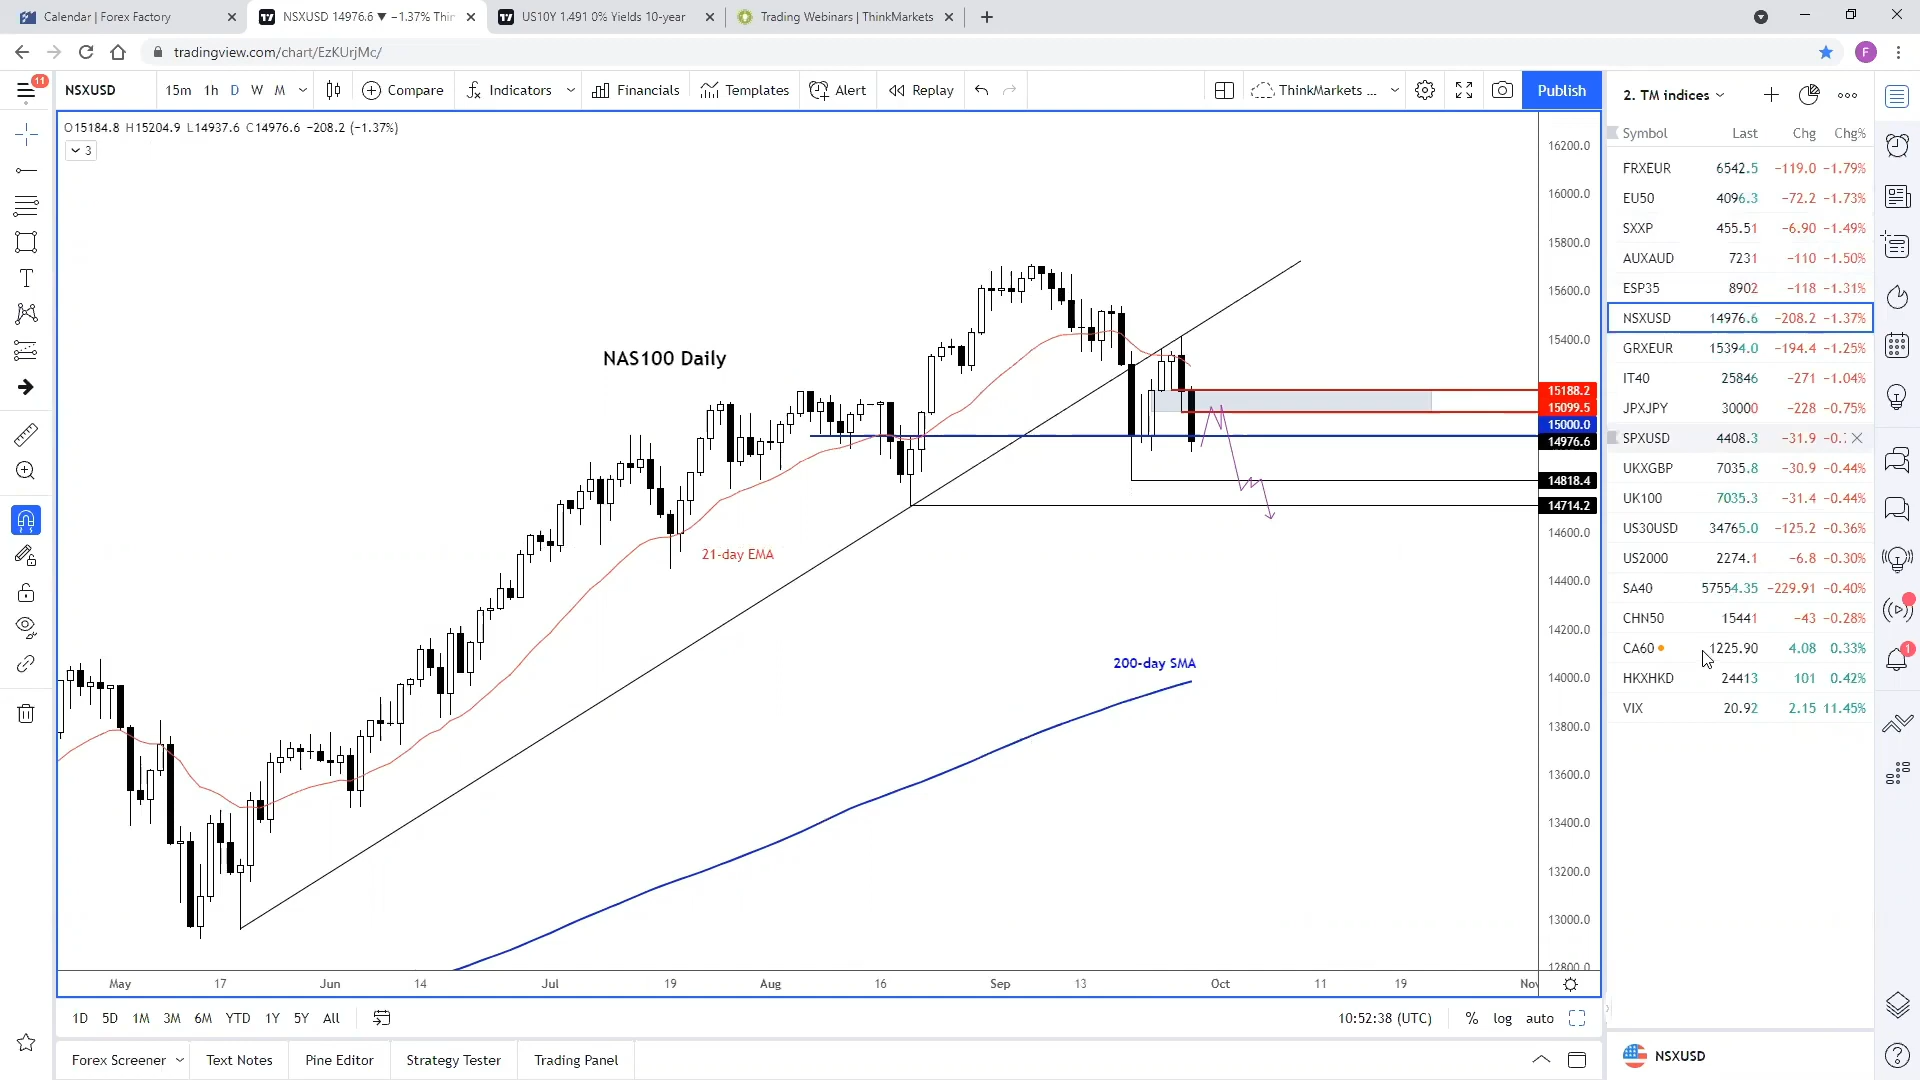 Calendar | Forex Factory
NSXUSD 14976.6 ▼ −1.37% Thin
US10Y 1.491 0% Yields 10-year
Trading Webinars | ThinkMarkets
tradingview.com/chart/EzKUrjMc/
F
11
NSXUSD 15m 1h D W M Compare Indicators Financials Templates Alert Replay ThinkMarkets ... Publish
O15184.8 H15204.9 L14937.6 C14976.6 −208.2 (−1.37%)
3
NAS100 Daily
21-day EMA
200-day SMA
16200.0
16000.0
15800.0
15600.0
15400.0
15188.2
15099.5
15000.0
14976.6
14818.4
14714.2
14600.0
14400.0
14200.0
14000.0
13800.0
13600.0
13400.0
13200.0
13000.0
12800.0
May 17 Jun 14 Jul 19 Aug 16 Sep 13 Oct 11 19 Nov
1D 5D 1M 3M 6M YTD 1Y 5Y All
10:52:38 (UTC) % log auto
Forex Screener Text Notes Pine Editor Strategy Tester Trading Panel
2. TM indices
Symbol Last Chg Chg%
FRXEUR 6542.5 −119.0 −1.79%
EU50 4096.3 −72.2 −1.73%
SXXP 455.51 −6.90 −1.49%
AUXAUD 7231 −110 −1.50%
ESP35 8902 −118 −1.31%
NSXUSD 14976.6 −208.2 −1.37%
GRXEUR 15394.0 −194.4 −1.25%
IT40 25846 −271 −1.04%
JPXJPY 30000 −228 −0.75%
SPXUSD 4408.3 −31.9 −0.
UKXGBP 7035.8 −30.9 −0.44%
UK100 7035.3 −31.4 −0.44%
US30USD 34765.0 −125.2 −0.36%
US2000 2274.1 −6.8 −0.30%
SA40 57554.35 −229.91 −0.40%
CHN50 15441 −43 −0.28%
CA60 1225.90 4.08 0.33%
HKXHKD 24413 101 0.42%
VIX 20.92 2.15 11.45%
1
NSXUSD